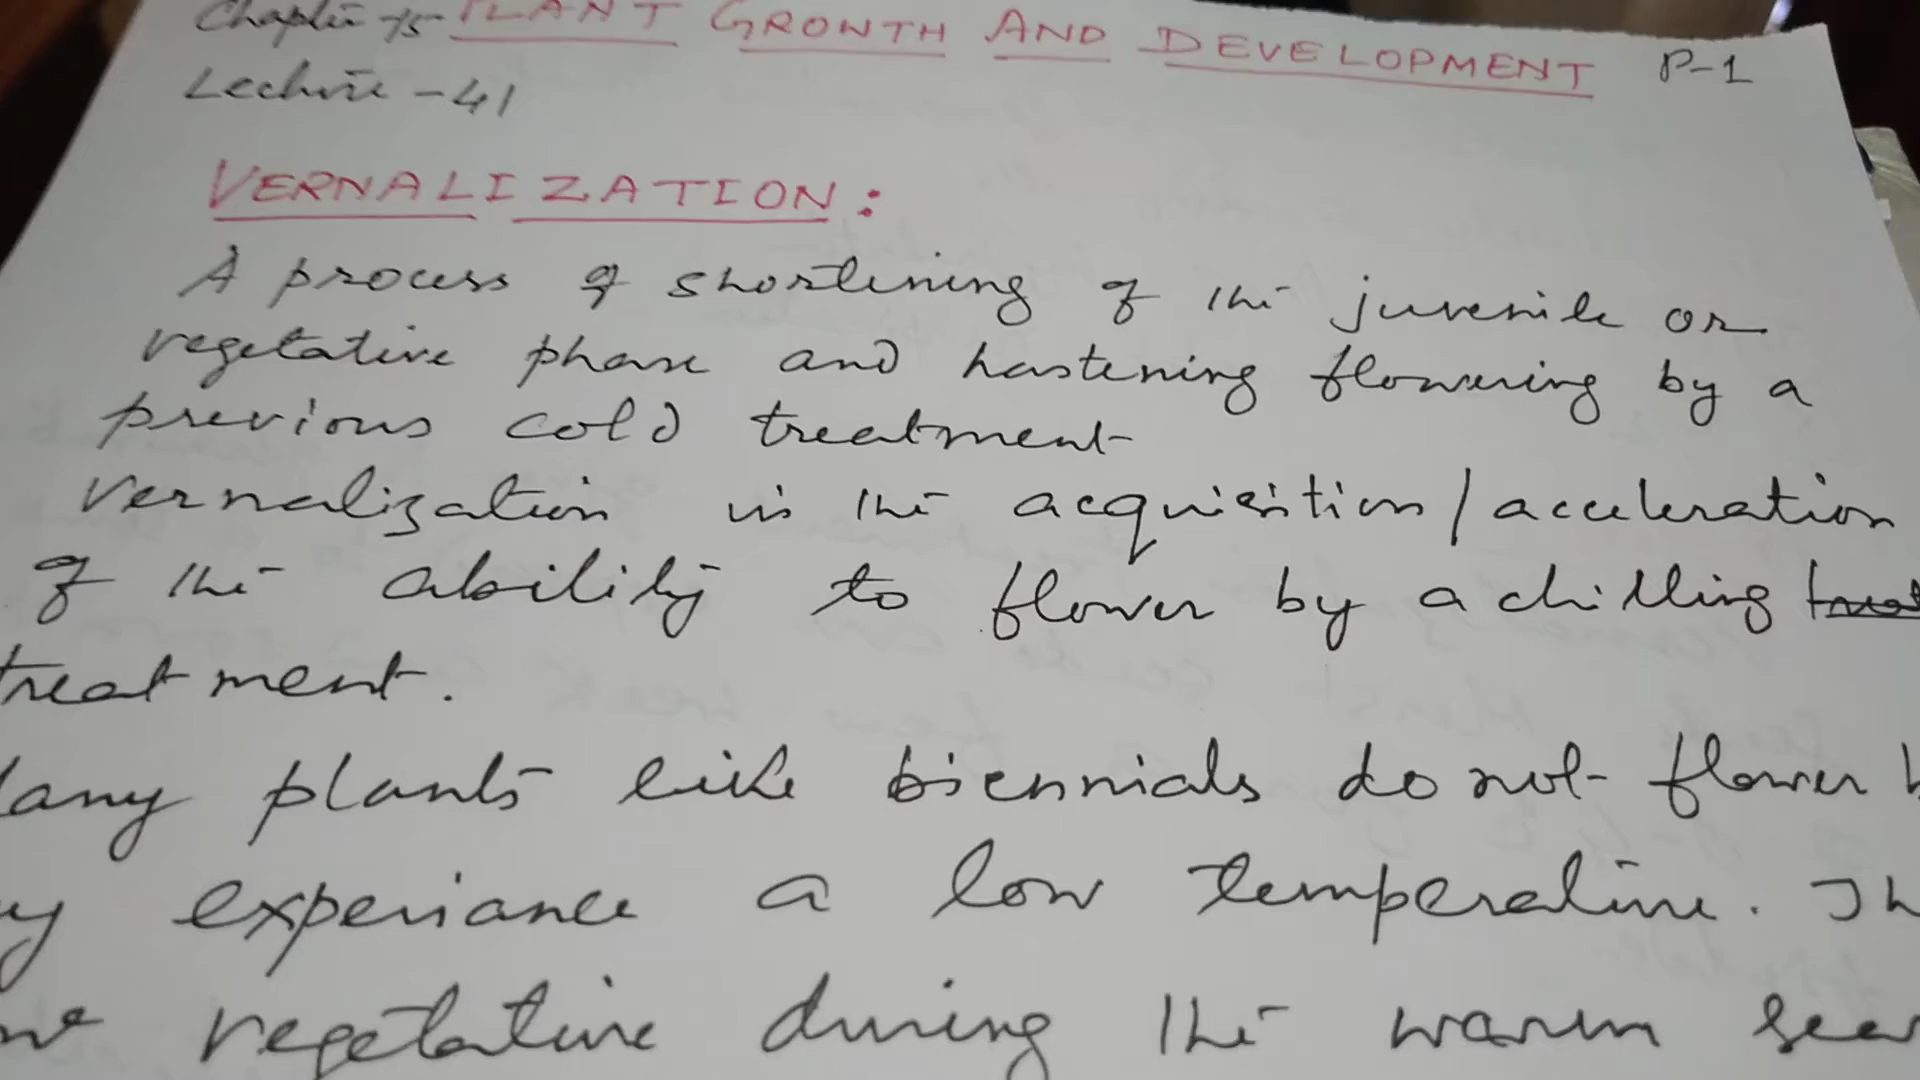 Chapter 15 PLANT GROWTH AND DEVELOPMENT P-1
Lecture - 41
VERNALIZATION:
A process of shortening of the juvenile or
vegetative phase and hastening flowering by a
previous cold treatment
Vernalization is the acquisition/acceleration
of the ability to flower by a chilling
treatment.
plants like biennials do not flower
experiance a low temperature.
vegetative during the warm